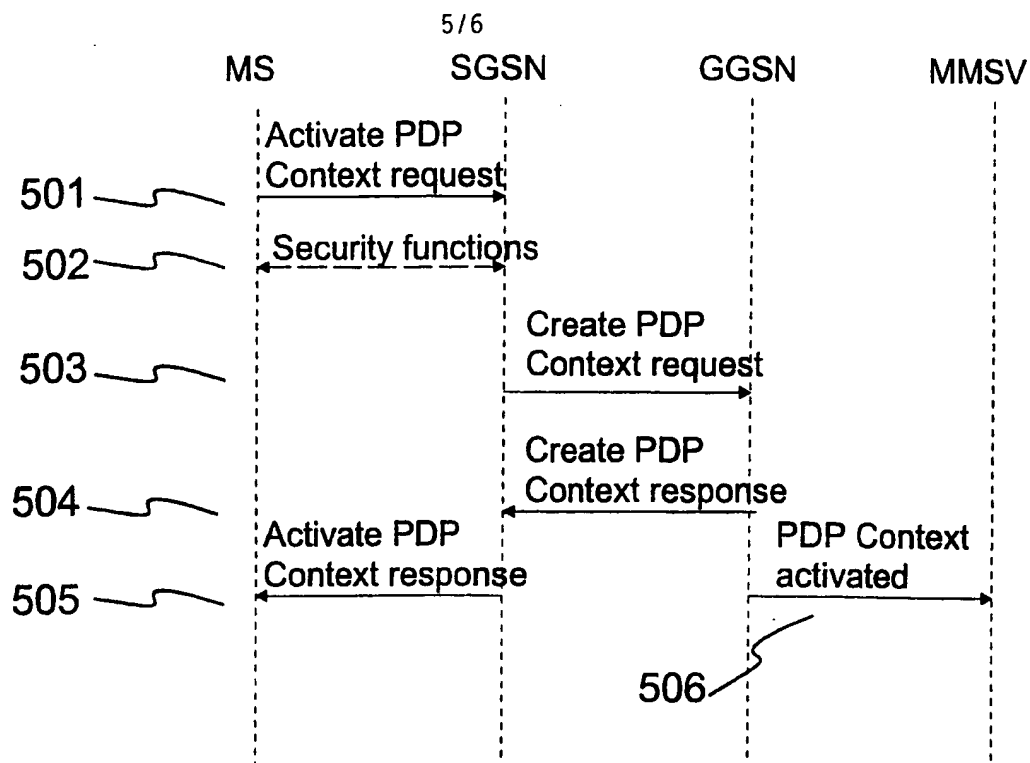 5/6
MS SGSN GGSN MMSV
Activate PDP
Context request
501
Security functions
502
Create PDP
Context request
503
Create PDP
Context response
504
Activate PDP
Context response
PDP Context
activated
505
506